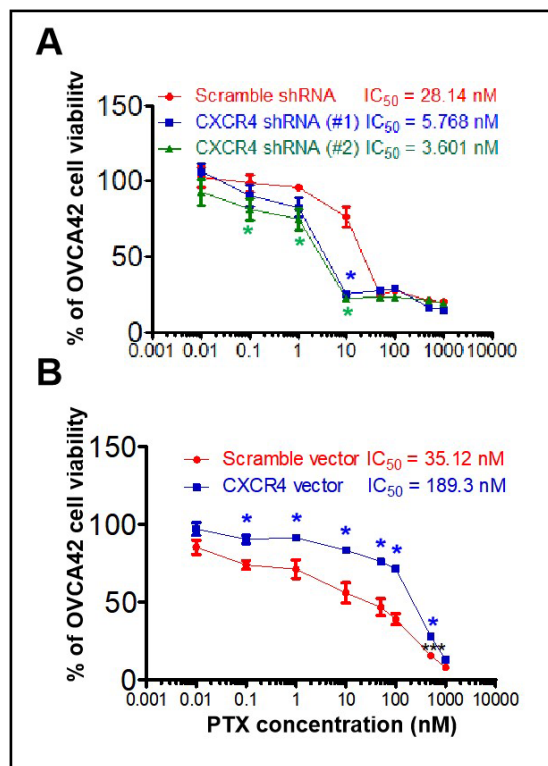 A
Scramble shRNA IC50 = 28.14 nM
CXCR4 shRNA (#1) IC50 = 5.768 nM
CXCR4 shRNA (#2) IC50 = 3.601 nM
% of OVCA42 cell viability
150
100
50
0
*
*
*
*
0.001 0.01 0.1 1 10 100 1000 10000
B
Scramble vector IC50 = 35.12 nM
CXCR4 vector IC50 = 189.3 nM
% of OVCA42 cell viability
150
100
50
0
* * * * *
*
***
0.001 0.01 0.1 1 10 100 1000 10000
PTX concentration (nM)